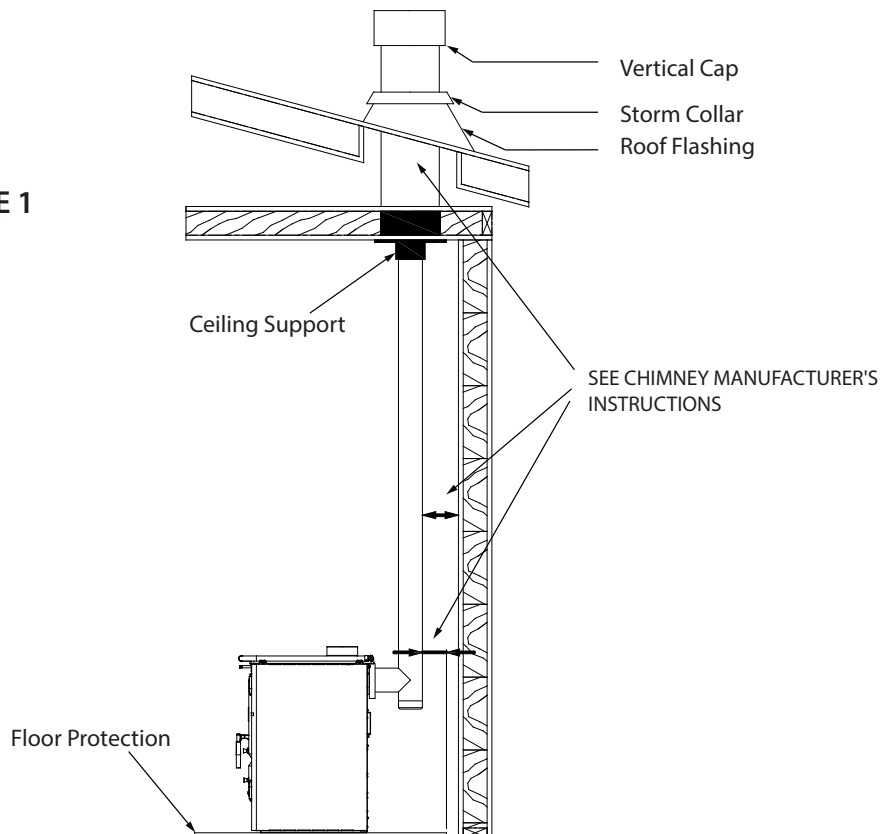 Vertical Cap
Storm Collar
Roof Flashing
E 1
Ceiling Support
SEE CHIMNEY MANUFACTURER'S
INSTRUCTIONS
Floor Protection